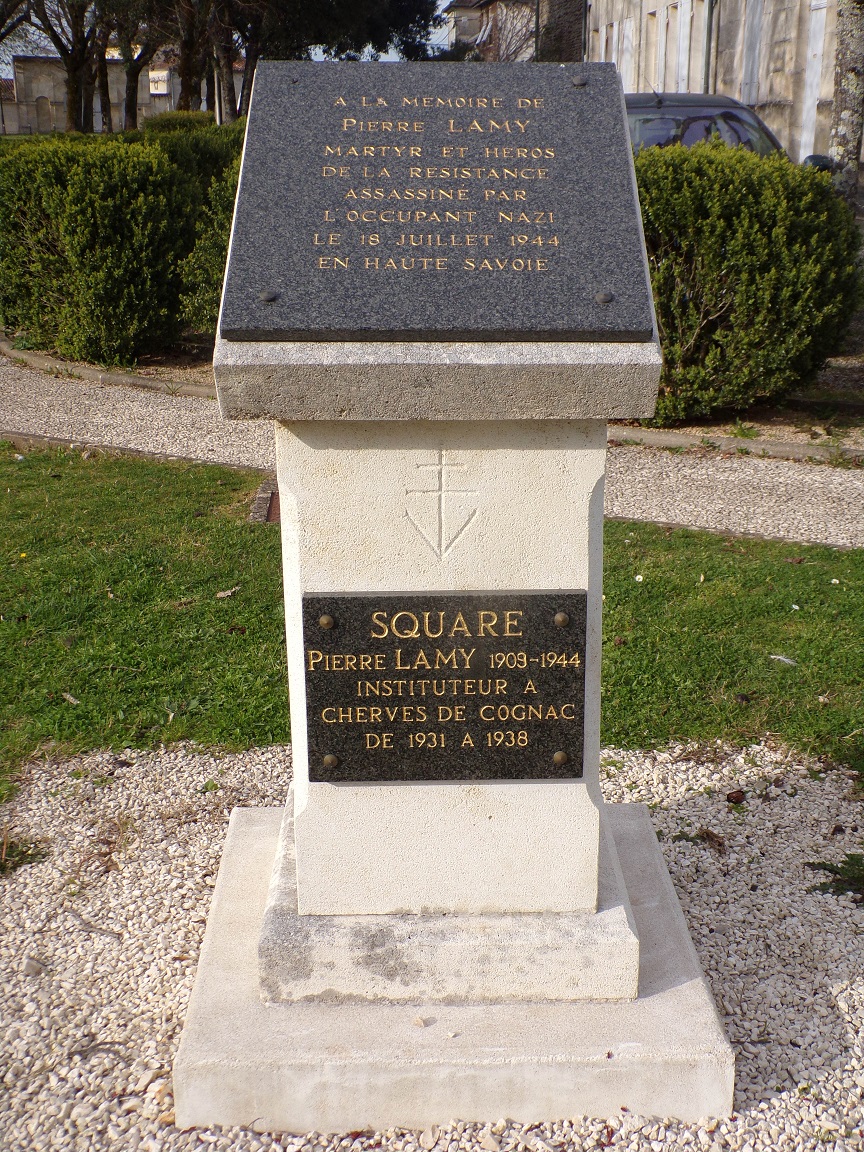 A LA MEMOIRE DE
PIERRE LAMY
MARTYR ET HEROS
DE LA RESISTANCE
ASSASSINÉ PAR
L'OCCUPANT NAZI
LE 18 JUILLET 1944
EN HAUTE SAVOIE
SQUARE
PIERRE LAMY 1909-1944
INSTITUTEUR A
CHERVES DE COGNAC
DE 1931 A 1938